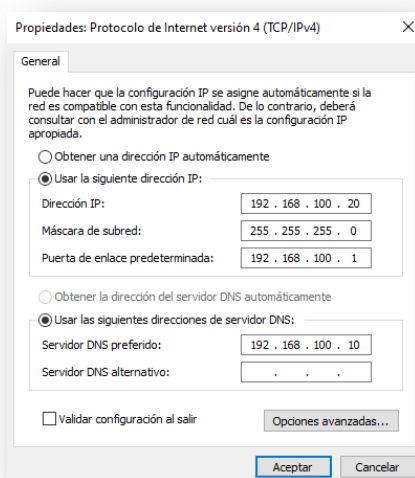 Propiedades: Protocolo de Internet versión 4 (TCP/IPv4)
General
Puede hacer que la configuración IP se asigne automáticamente si la
red es compatible con esta funcionalidad. De lo contrario, deberá
consultar con el administrador de red cuál es la configuración IP
apropiada.
Obtener una dirección IP automáticamente
Usar la siguiente dirección IP:
Dirección IP: 192 . 168 . 100 . 20
Máscara de subred: 255 . 255 . 255 . 0
Puerta de enlace predeterminada: 192 . 168 . 100 . 1
Obtener la dirección del servidor DNS automáticamente
Usar las siguientes direcciones de servidor DNS:
Servidor DNS preferido: 192 . 168 . 100 . 10
Servidor DNS alternativo: . . .
Validar configuración al salir Opciones avanzadas...
Aceptar Cancelar